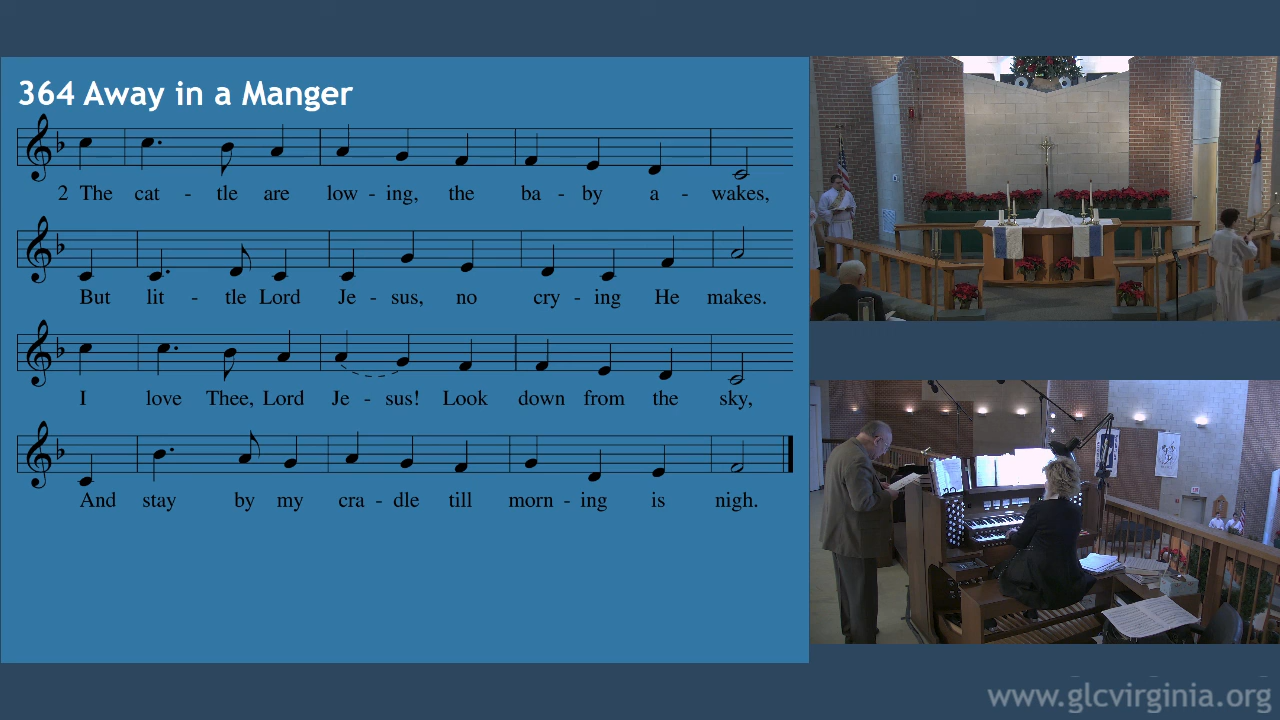 364 Away in a Manger
2 The cat - tle are low - ing, the ba - by a - wakes,
But lit - tle Lord Je - sus, no cry - ing He makes.
I love Thee, Lord Je - sus! Look down from the sky,
And stay by my cra - dle till morn - ing is nigh.
www.glcvirginia.org